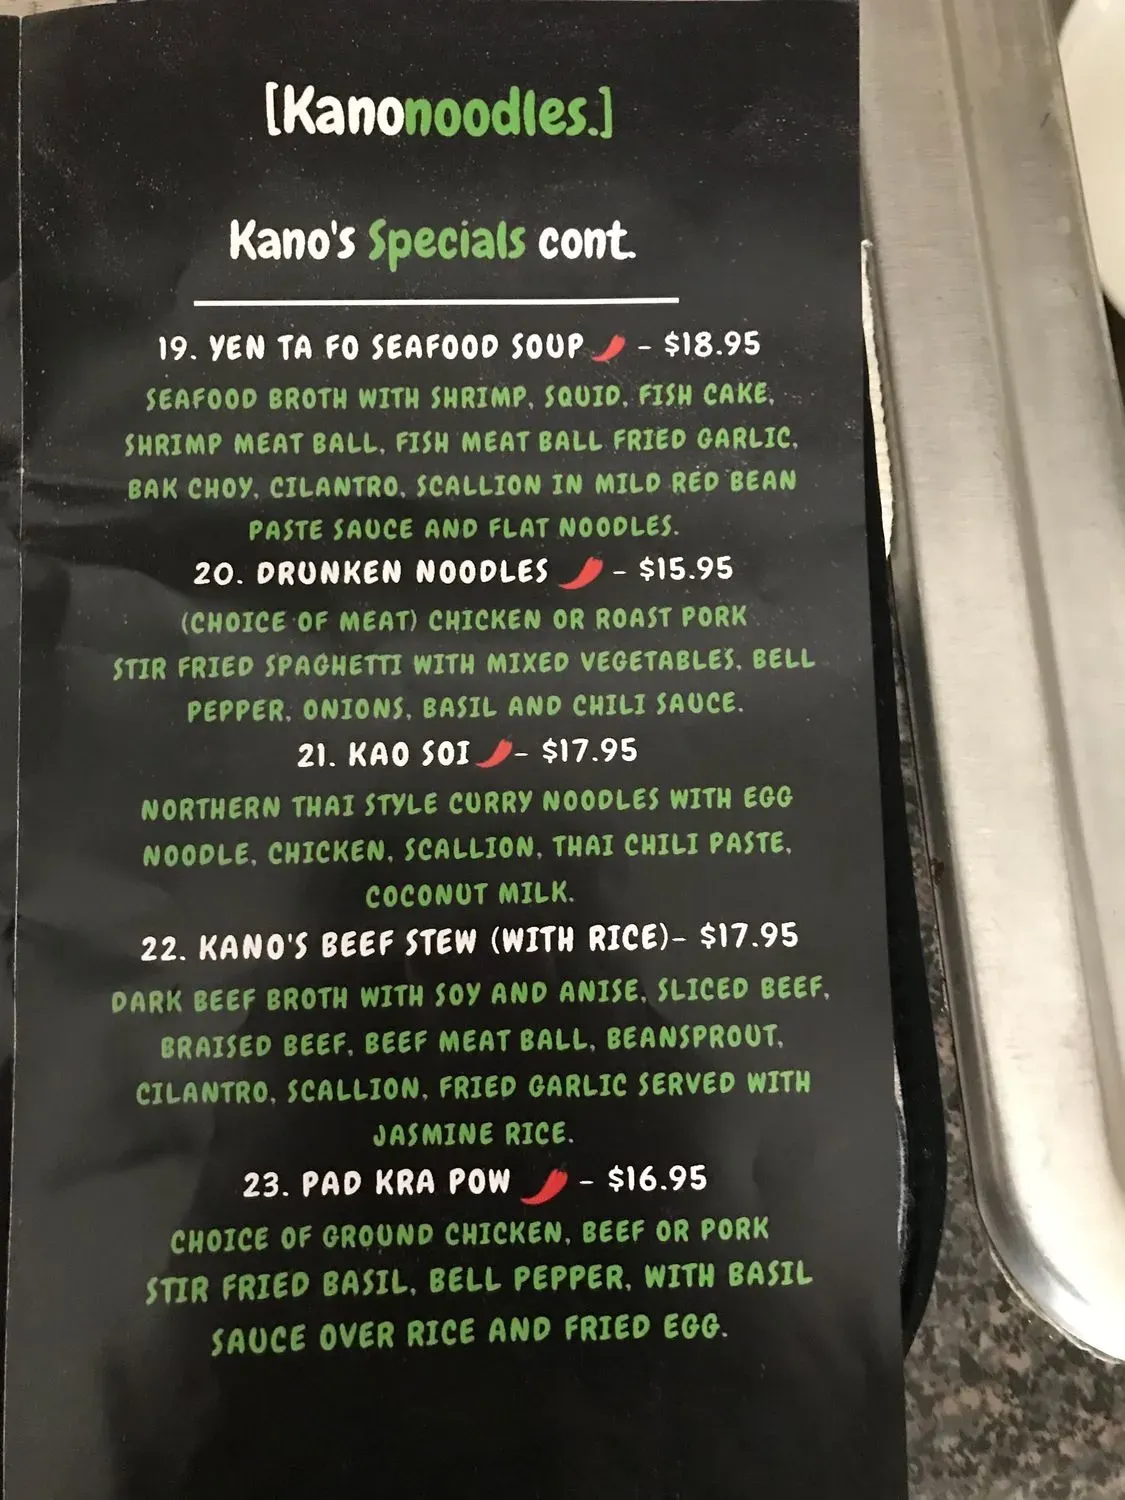 [Kanonoodles.]
Kano's Specials cont.
19. YEN TA FO SEAFOOD SOUP - $18.95
SEAFOOD BROTH WITH SHRIMP, SQUID, FISH CAKE,
SHRIMP MEAT BALL, FISH MEAT BALL FRIED GARLIC,
BAK CHOY, CILANTRO, SCALLION IN MILD RED BEAN
PASTE SAUCE AND FLAT NOODLES.
20. DRUNKEN NOODLES - $15.95
(CHOICE OF MEAT) CHICKEN OR ROAST PORK
STIR FRIED SPAGHETTI WITH MIXED VEGETABLES, BELL
PEPPER, ONIONS, BASIL AND CHILI SAUCE.
21. KAO SOI - $17.95
NORTHERN THAI STYLE CURRY NOODLES WITH EGG
NOODLE, CHICKEN, SCALLION, THAI CHILI PASTE,
COCONUT MILK.
22. KANO'S BEEF STEW (WITH RICE)- $17.95
DARK BEEF BROTH WITH SOY AND ANISE, SLICED BEEF,
BRAISED BEEF, BEEF MEAT BALL, BEANSPROUT,
CILANTRO, SCALLION, FRIED GARLIC SERVED WITH
JASMINE RICE.
23. PAD KRA POW - $16.95
CHOICE OF GROUND CHICKEN, BEEF OR PORK
STIR FRIED BASIL, BELL PEPPER, WITH BASIL
SAUCE OVER RICE AND FRIED EGG.